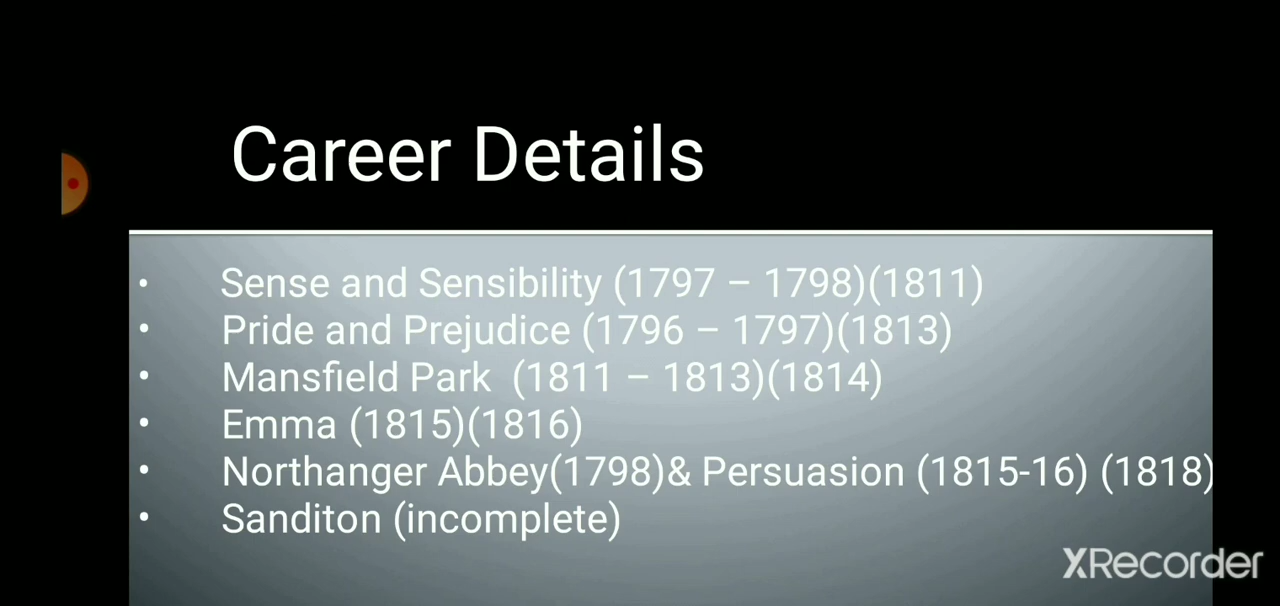 Career Details
• Sense and Sensibility (1797 – 1798)(1811)
• Pride and Prejudice (1796 – 1797)(1813)
• Mansfield Park (1811 – 1813)(1814)
• Emma (1815)(1816)
• Northanger Abbey(1798)& Persuasion (1815-16) (1818)
• Sanditon (incomplete)
XRecorder